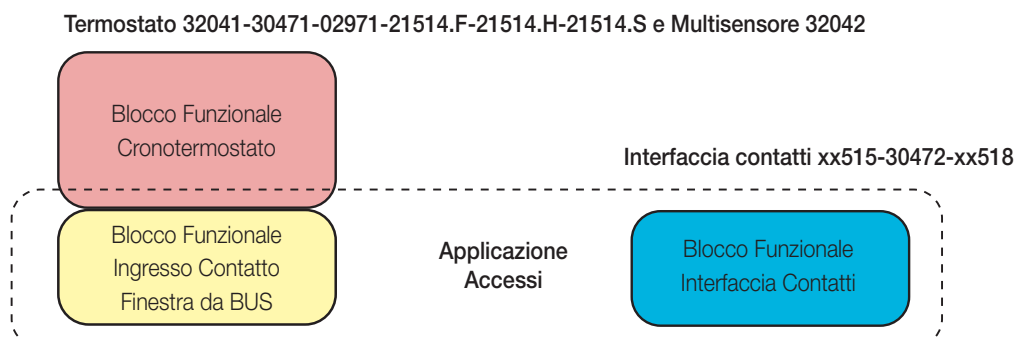 Termostato 32041-30471-02971-21514.F-21514.H-21514.S e Multisensore 32042
Blocco Funzionale
Cronotermostato
Interfaccia contatti xx515-30472-xx518
Blocco Funzionale
Ingresso Contatto
Finestra da BUS
Applicazione
Accessi
Blocco Funzionale
Interfaccia Contatti